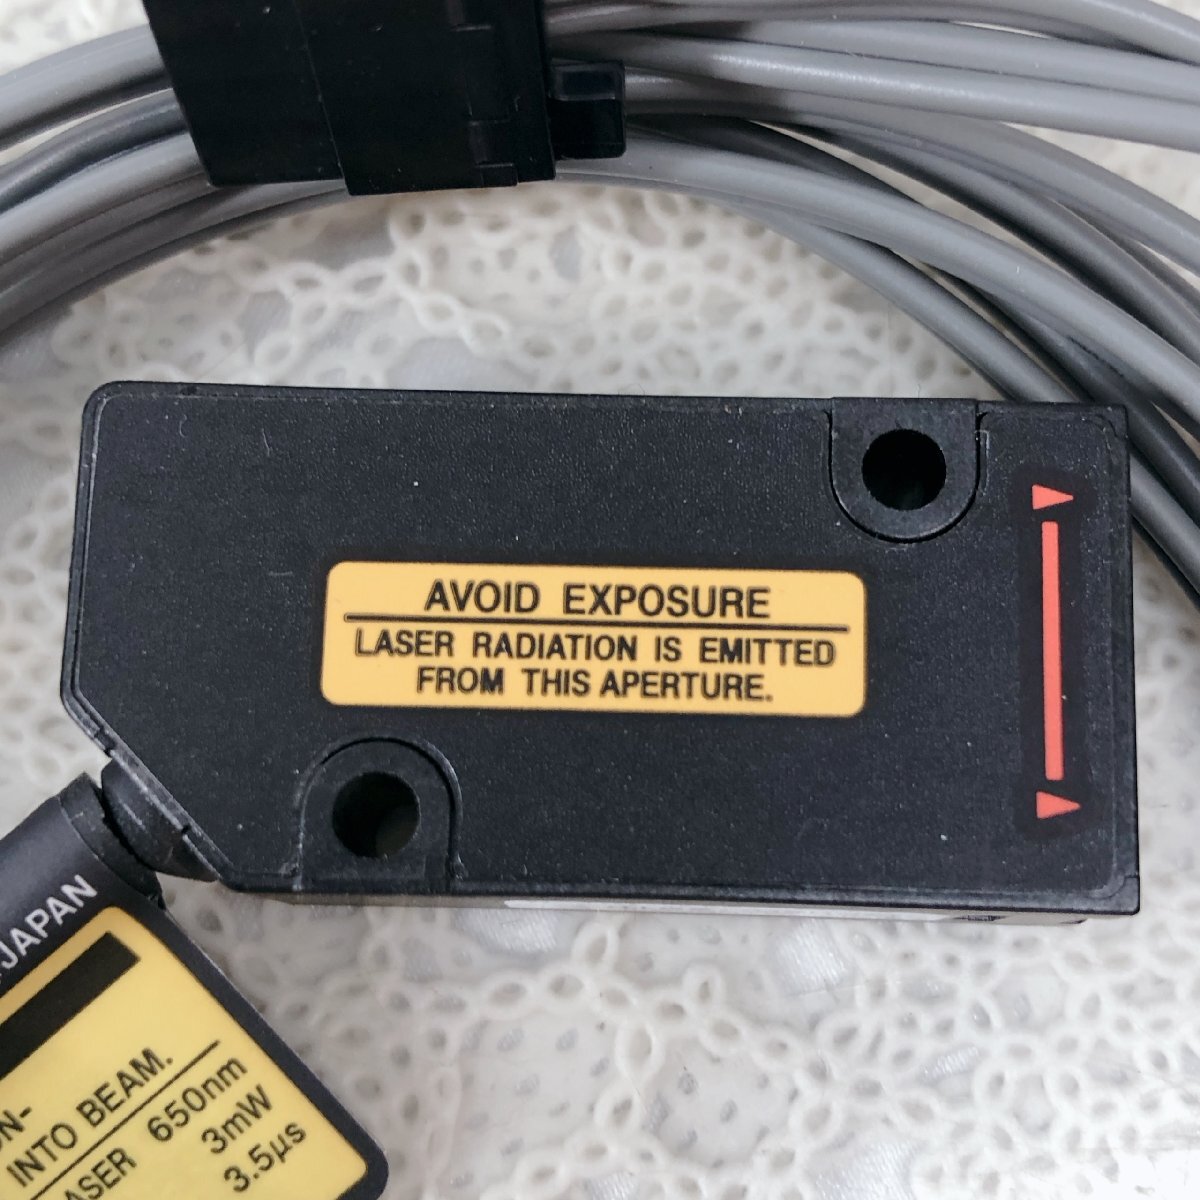 AVOID EXPOSURE
LASER RADIATION IS EMITTED
FROM THIS APERTURE.
JAPAN
INTO BEAM.
650nm
3mW
3.5µs